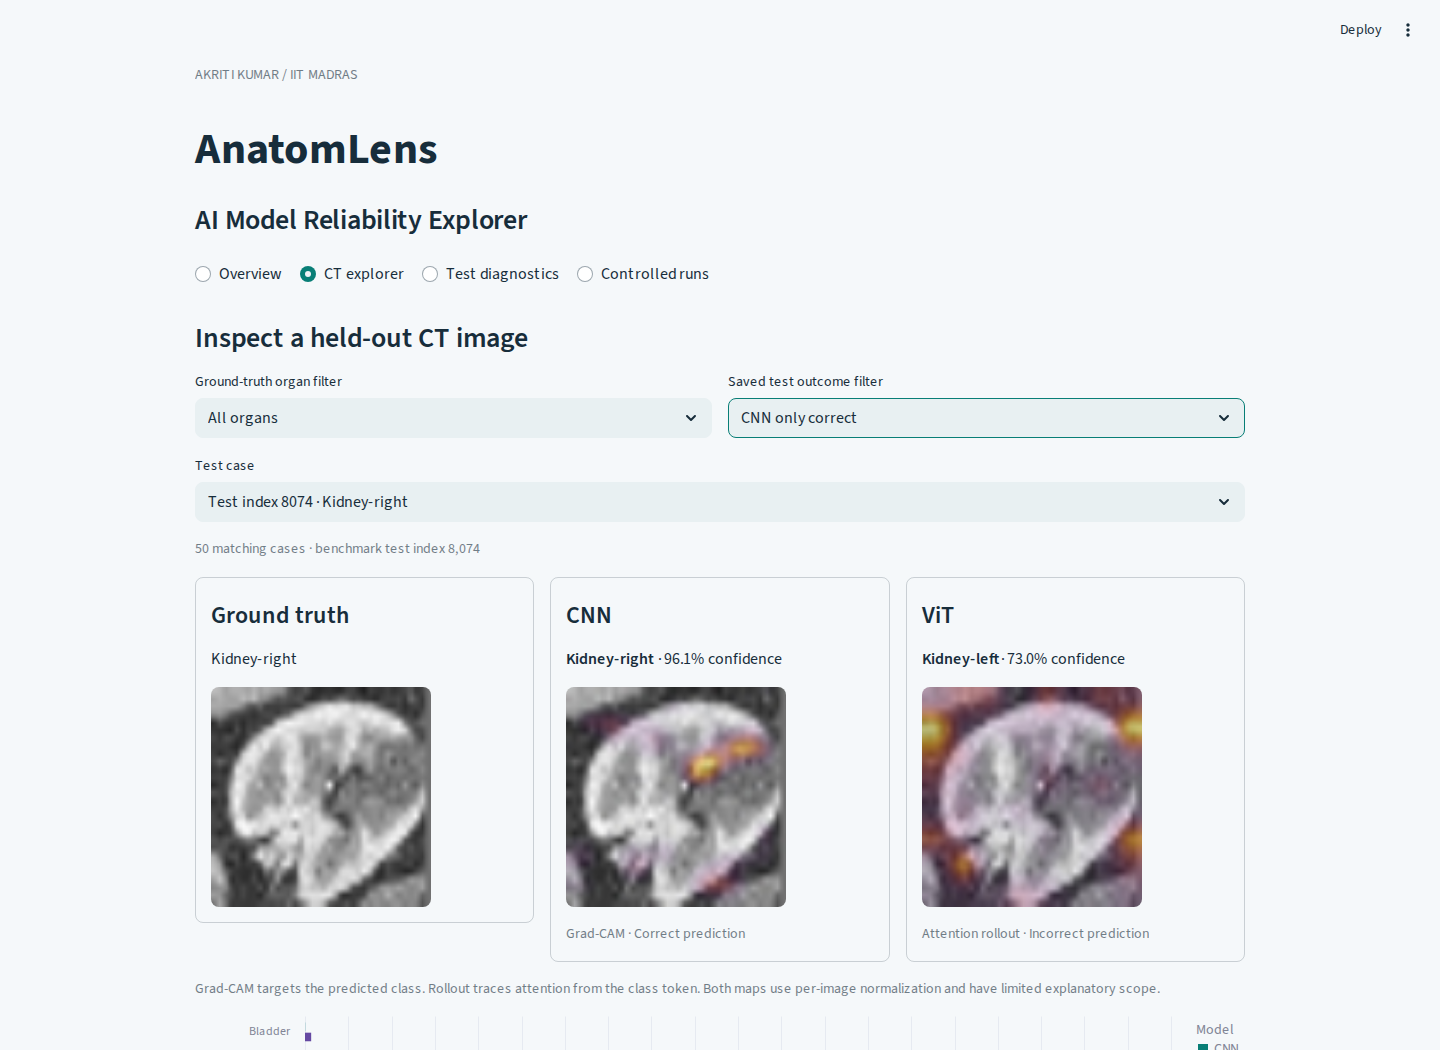 Deploy
AKRITI KUMAR / IIT MADRAS
AnatomLens
AI Model Reliability Explorer
Overview CT explorer Test diagnostics Controlled runs
Inspect a held-out CT image
Ground-truth organ filter Saved test outcome filter
All organs CNN only correct
Test case
Test index 8074 · Kidney-right
50 matching cases · benchmark test index 8,074
Ground truth CNN ViT
Kidney-right Kidney-right · 96.1% confidence Kidney-left · 73.0% confidence
Grad-CAM · Correct prediction Attention rollout · Incorrect prediction
Grad-CAM targets the predicted class. Rollout traces attention from the class token. Both maps use per-image normalization and have limited explanatory scope.
Bladder Model
CNN